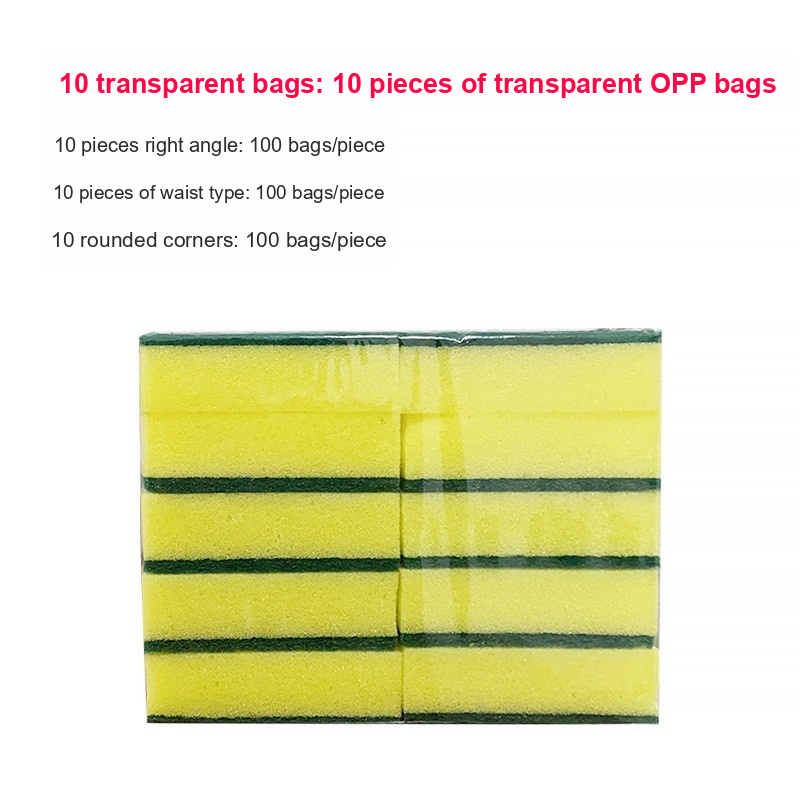 10 transparent bags: 10 pieces of transparent OPP bags
10 pieces right angle: 100 bags/piece
10 pieces of waist type: 100 bags/piece
10 rounded corners: 100 bags/piece